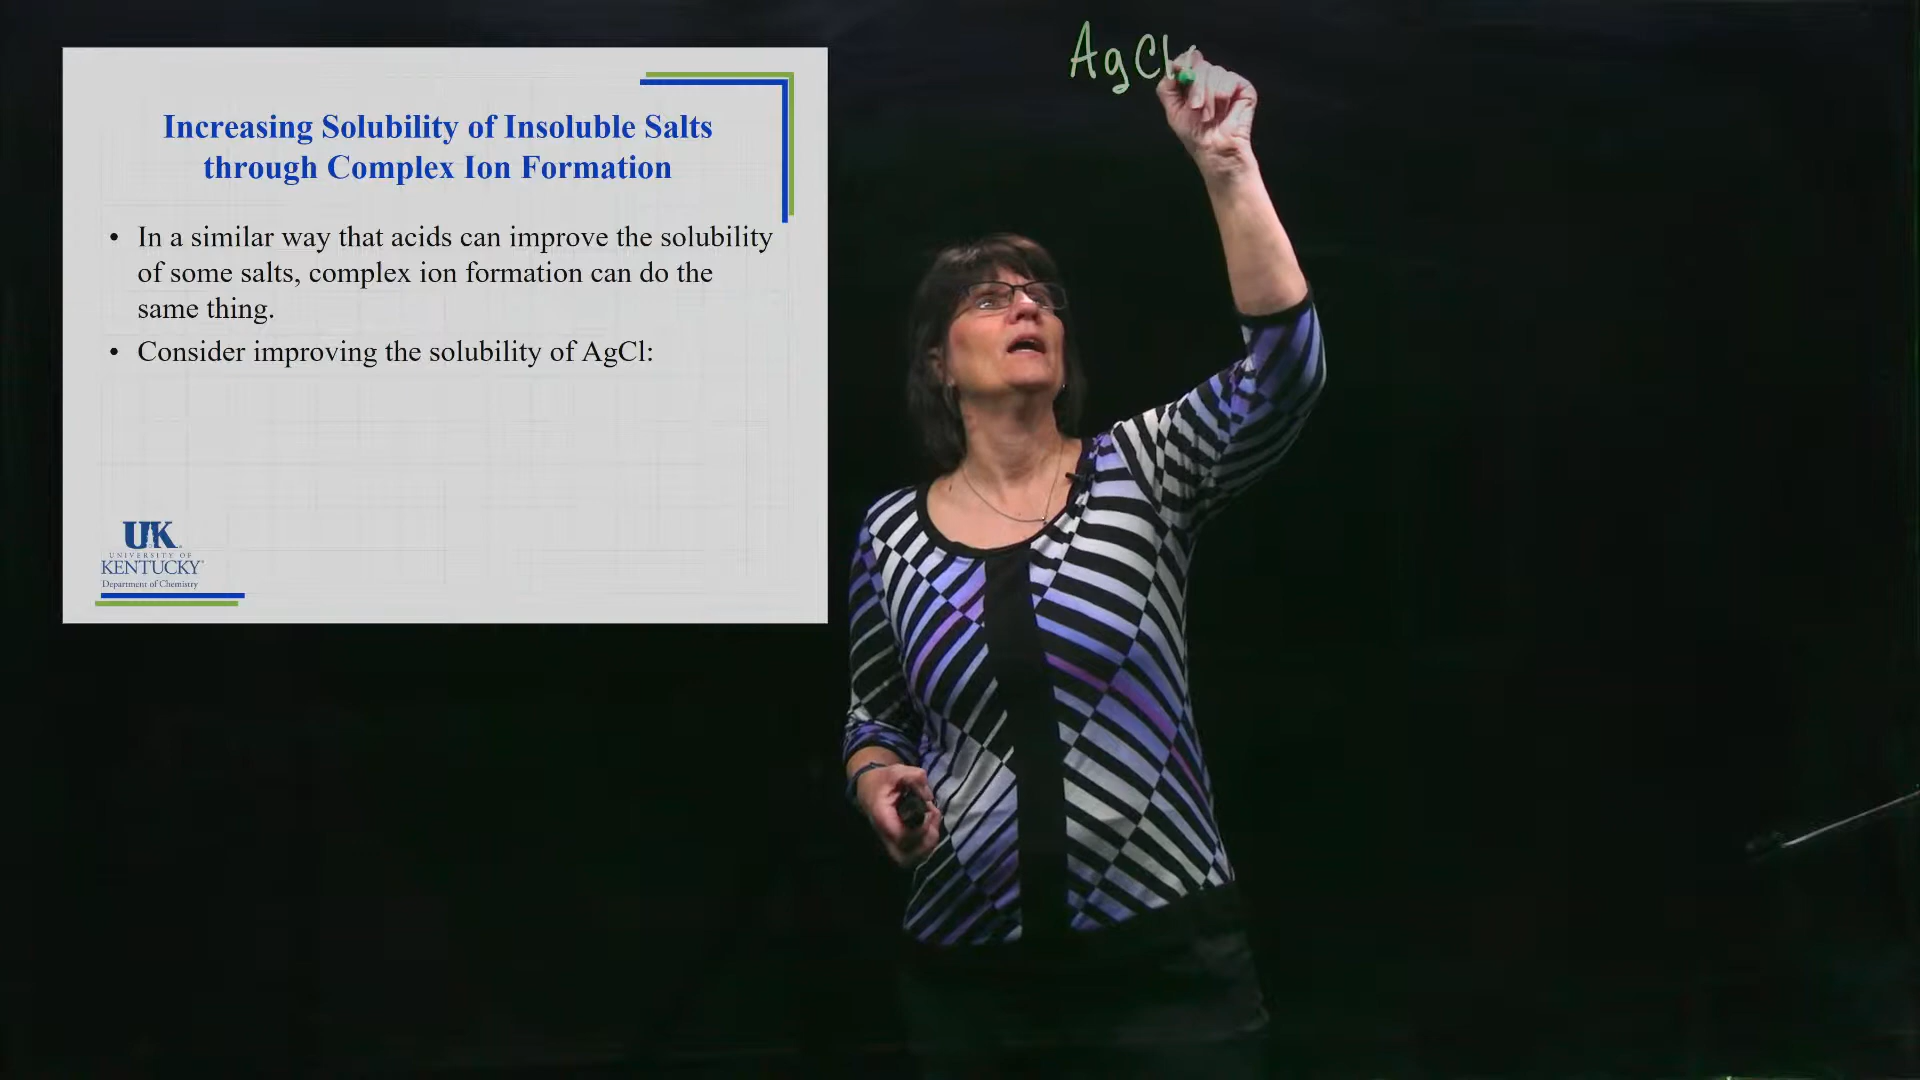 Increasing Solubility of Insoluble Salts
through Complex Ion Formation
• In a similar way that acids can improve the solubility
of some salts, complex ion formation can do the
same thing.
• Consider improving the solubility of AgCl:
UK
UNIVERSITY OF
KENTUCKY
Department of Chemistry
AgCl